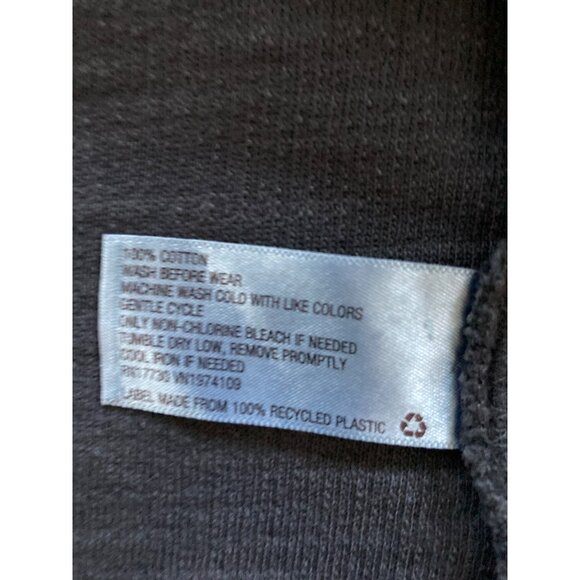 100% COTTON
WASH BEFORE WEAR
MACHINE WASH COLD WITH LIKE COLORS
GENTLE CYCLE
ONLY NON-CHLORINE BLEACH IF NEEDED
TUMBLE DRY LOW, REMOVE PROMPTLY
COOL IRON IF NEEDED
RN17730 VN1974109
LABEL MADE FROM 100% RECYCLED PLASTIC